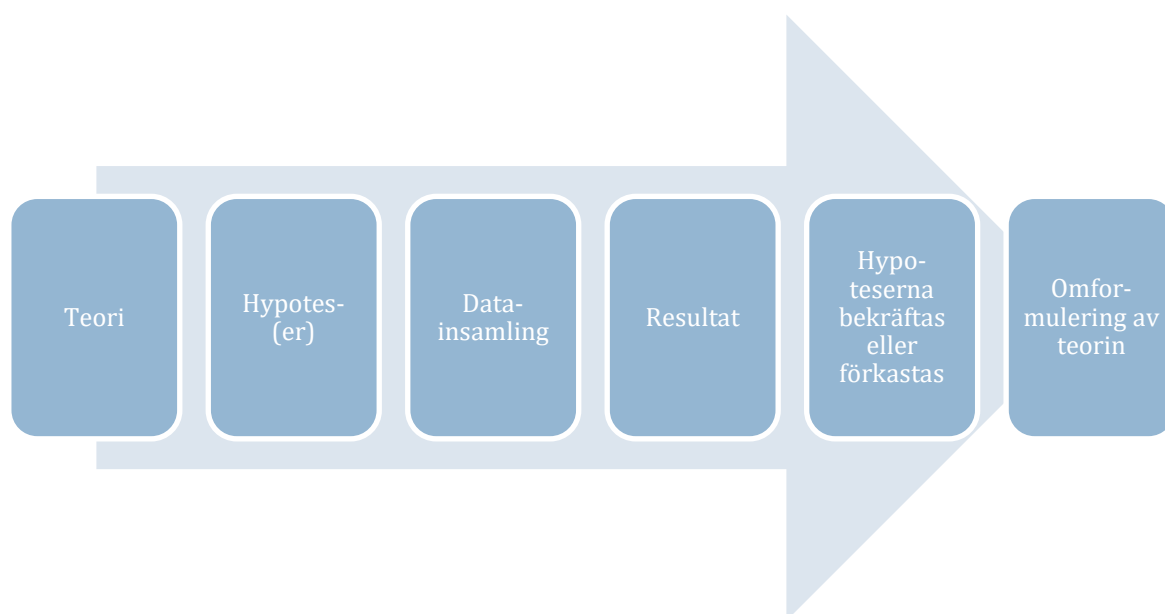 Teori
Hypotes-
(er)
Data-
insamling
Resultat
Hypo-
teserna
bekräftas
eller
förkastas
Omfor-
mulering av
teorin